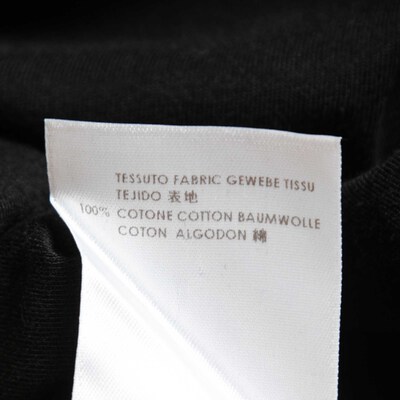 TESSUTO FABRIC GEWEBE TISSU
TEJIDO 表地
100% COTONE COTTON BAUMWOLLE
COTON ALGODON 綿